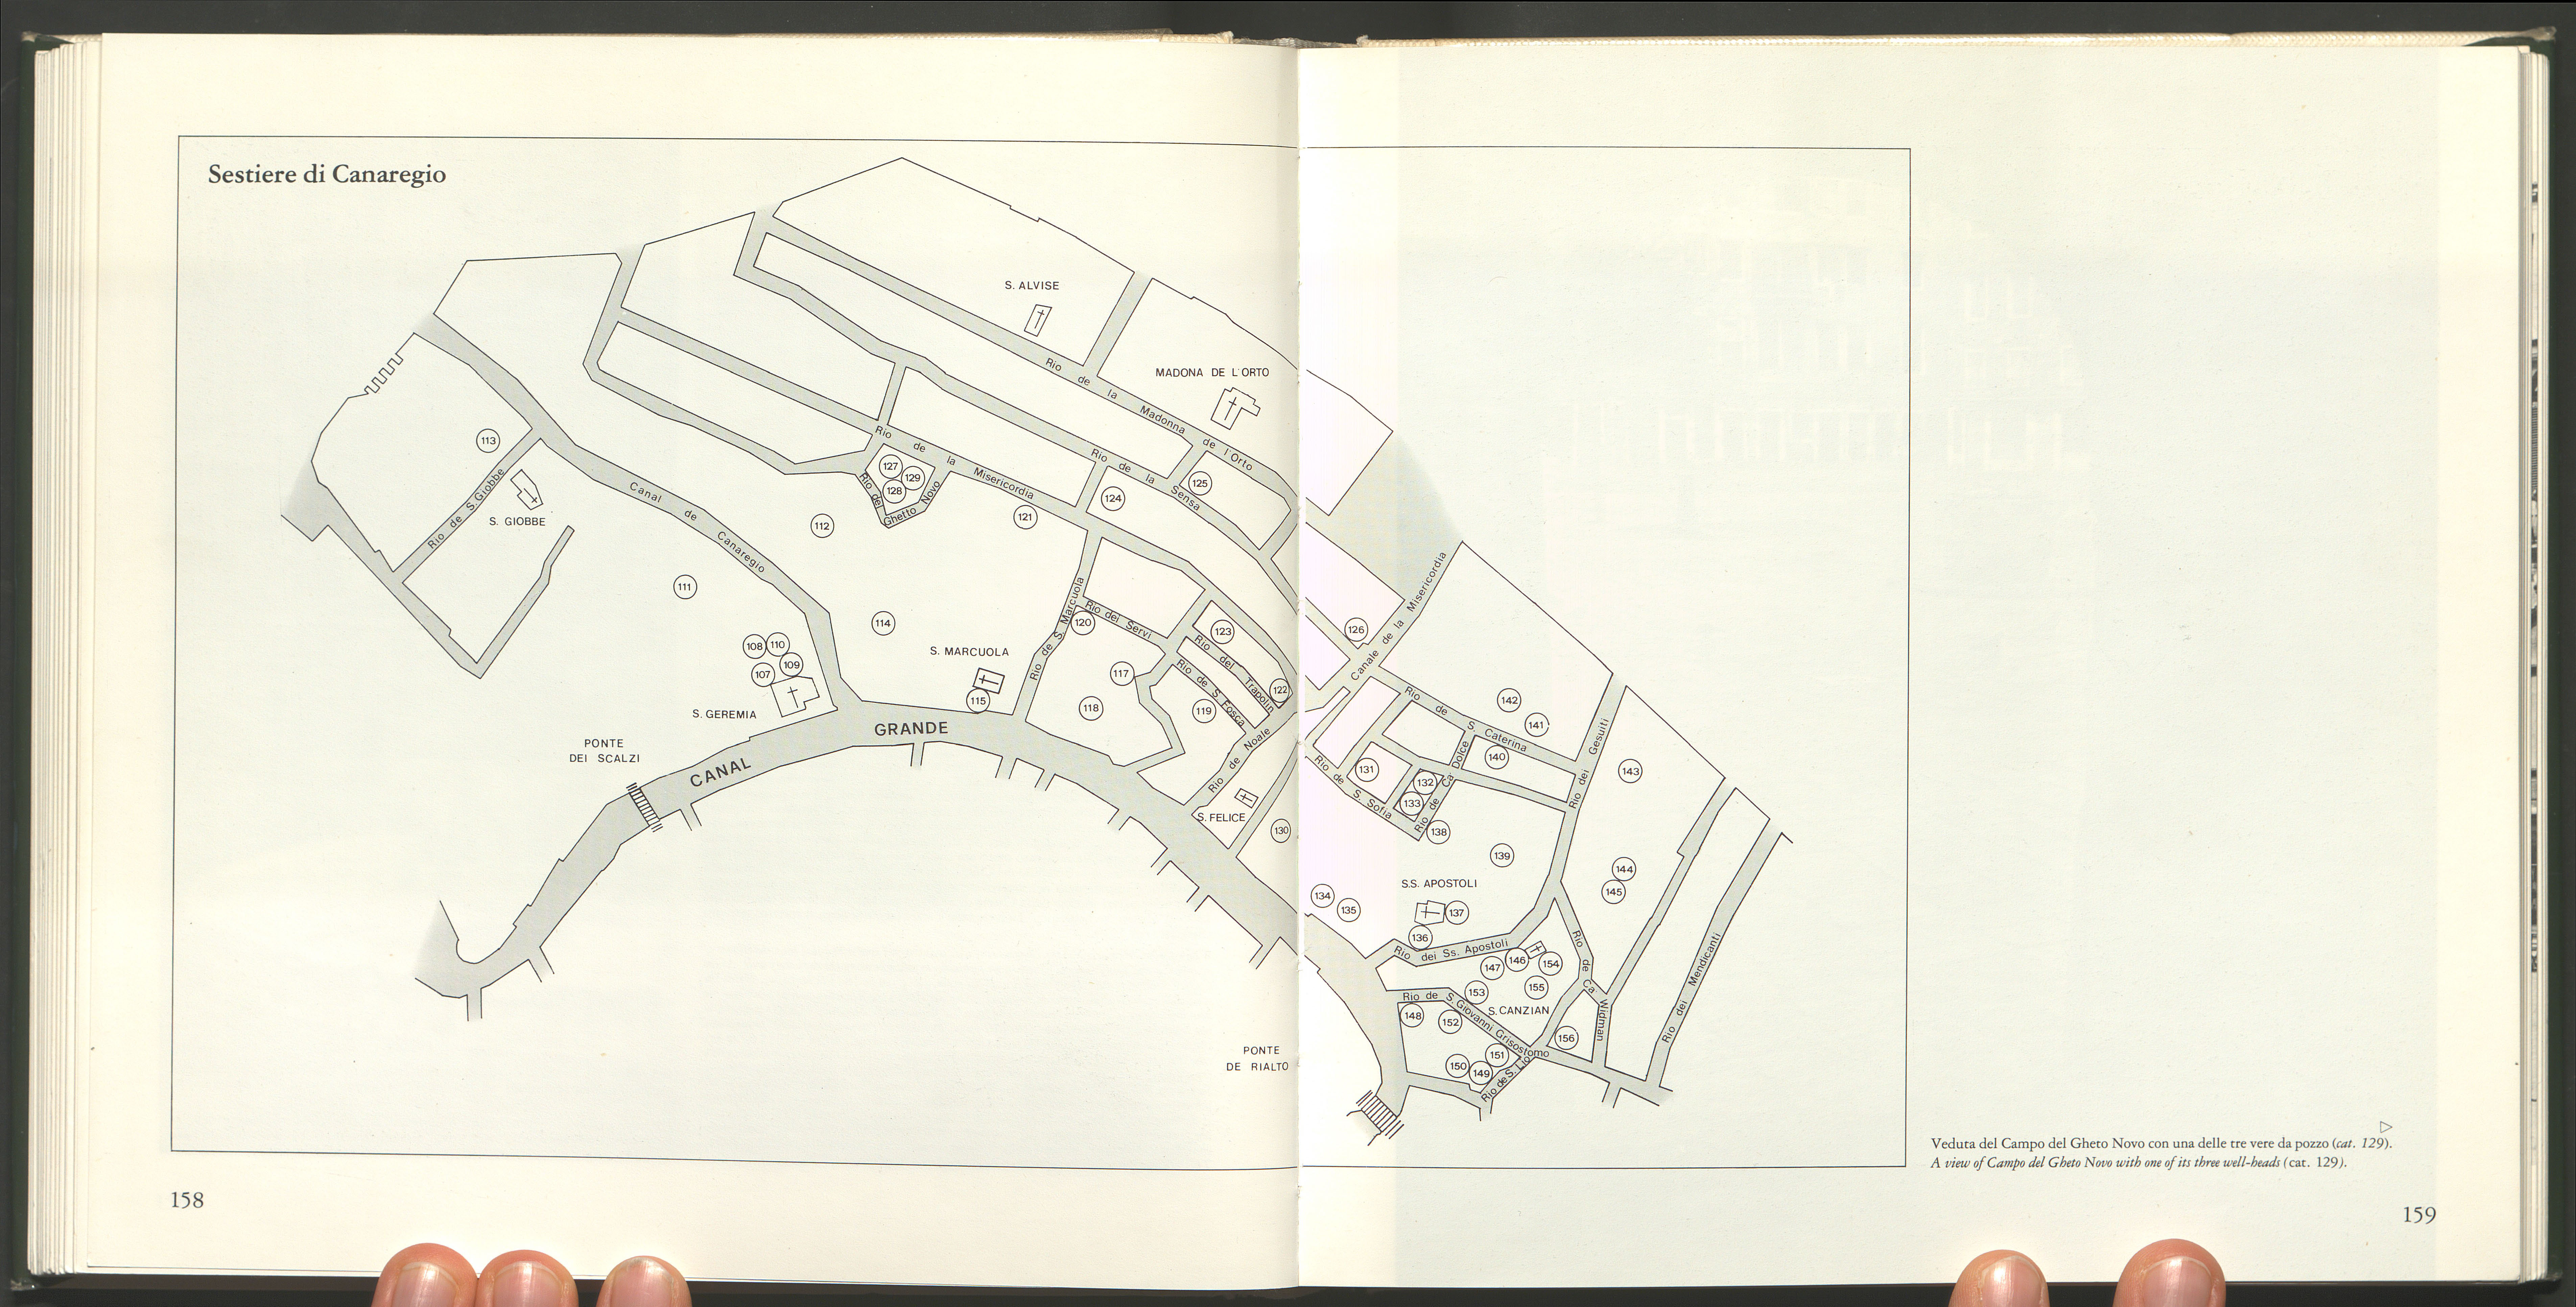 Sestiere di Canaregio
S. ALVISE
MADONA DE L'ORTO
Rio de la Madonna de l'Orto
Rio de la Sensa
Rio de la Misericordia
113
Rio de S. Giobbe
S. GIOBBE
Canal de Canaregio
127
129
128
Rio del Ghetto Novo
112
121
124
125
111
114
108
110
109
107
S. GEREMIA
S. MARCUOLA
115
Rio de S. Marcuola
120
Rio dei Servi
117
118
119
123
122
Rio del Trapolin
Rio de S. Fosca
Rio de Noale
PONTE
DEI SCALZI
CANAL GRANDE
S. FELICE
130
126
Canale de la Misericordia
Rio de S. Caterina
142
141
140
Rio dei Gesuiti
143
131
132
133
Rio de S. Sofia
Rio de Ca Dolce
138
139
144
145
134
135
S.S. APOSTOLI
137
136
Rio dei Ss. Apostoli
146
147
154
155
153
S. CANZIAN
Rio de Ca' Widman
Rio dei Mendicanti
Rio de S. Giovanni Grisostomo
148
152
156
151
150
149
Rio de S. Lio
PONTE
DE RIALTO
Veduta del Campo del Gheto Novo con una delle tre vere da pozzo (cat. 129).
A view of Campo del Gheto Novo with one of its three well-heads (cat. 129).
158
159